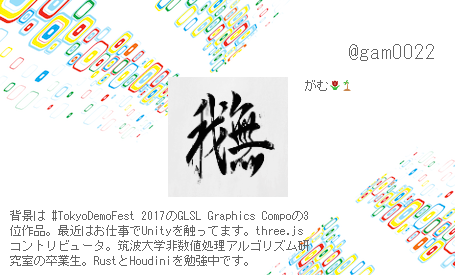 @gam0022
がむ🌷🌴
我無
背景は #TokyoDemoFest 2017のGLSL Graphics Compoの3
位作品。最近はお仕事でUnityを触ってます。three.js
コントリビュータ。筑波大学非数値処理アルゴリズム研
究室の卒業生。RustとHoudiniを勉強中です。